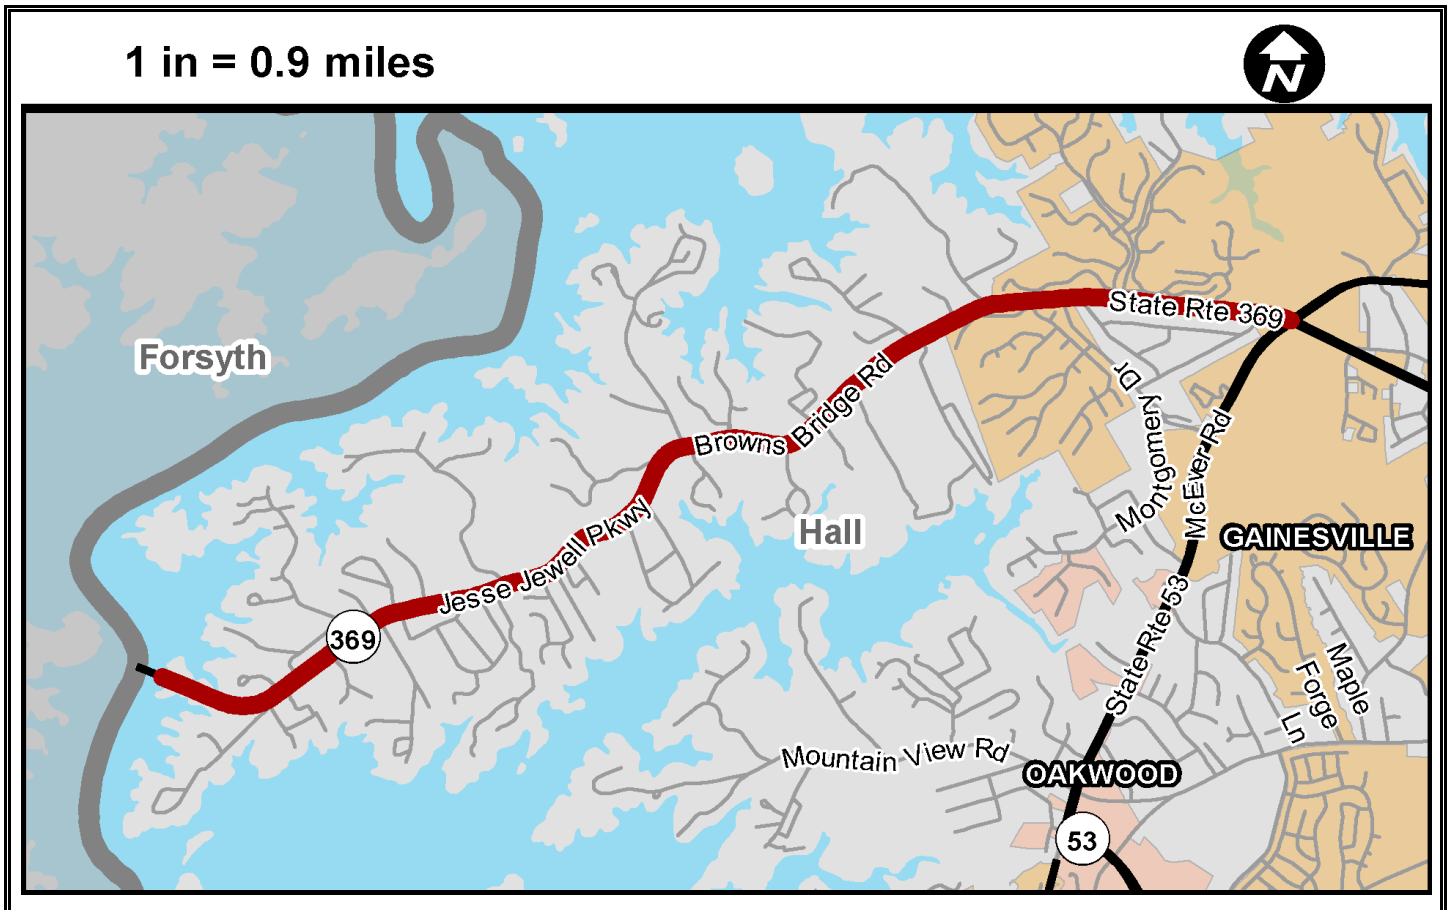 1 in = 0.9 miles
N
State Rte 369
Forsyth
Bridge Rd
Montgomery Dr
Browns
McEver Rd
Jesse Jewell Pkwy
Hall
GAINESVILLE
369
State Rte 53
Maple
Forge
Ln
Mountain View Rd
OAKWOOD
53